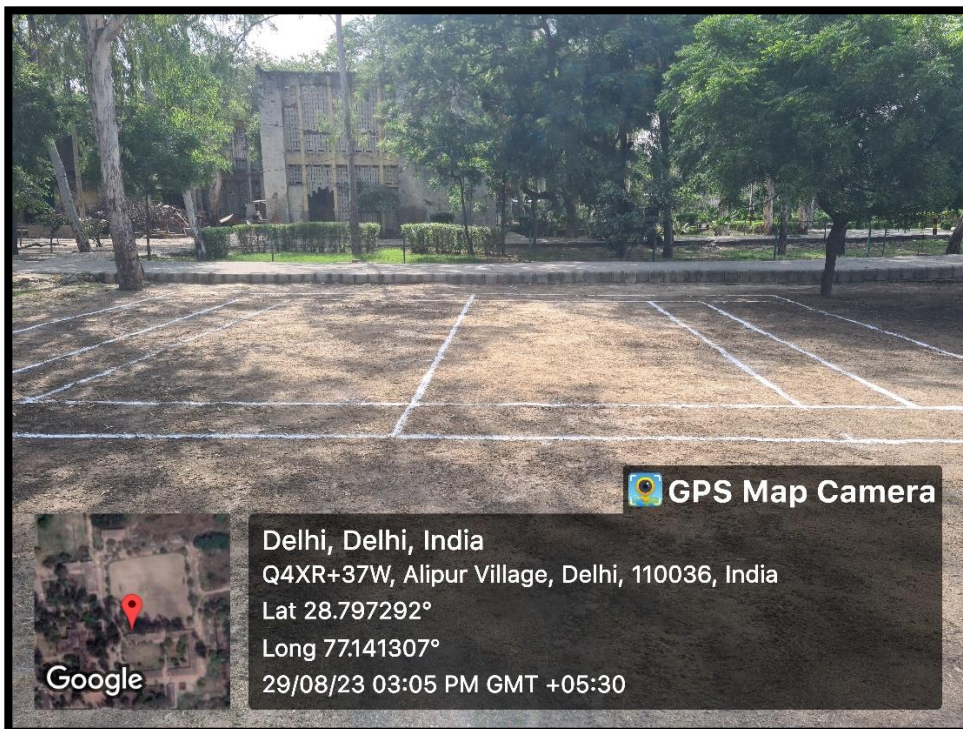 GPS Map Camera
Delhi, Delhi, India
Q4XR+37W, Alipur Village, Delhi, 110036, India
Lat 28.797292°
Long 77.141307°
29/08/23 03:05 PM GMT +05:30
Google